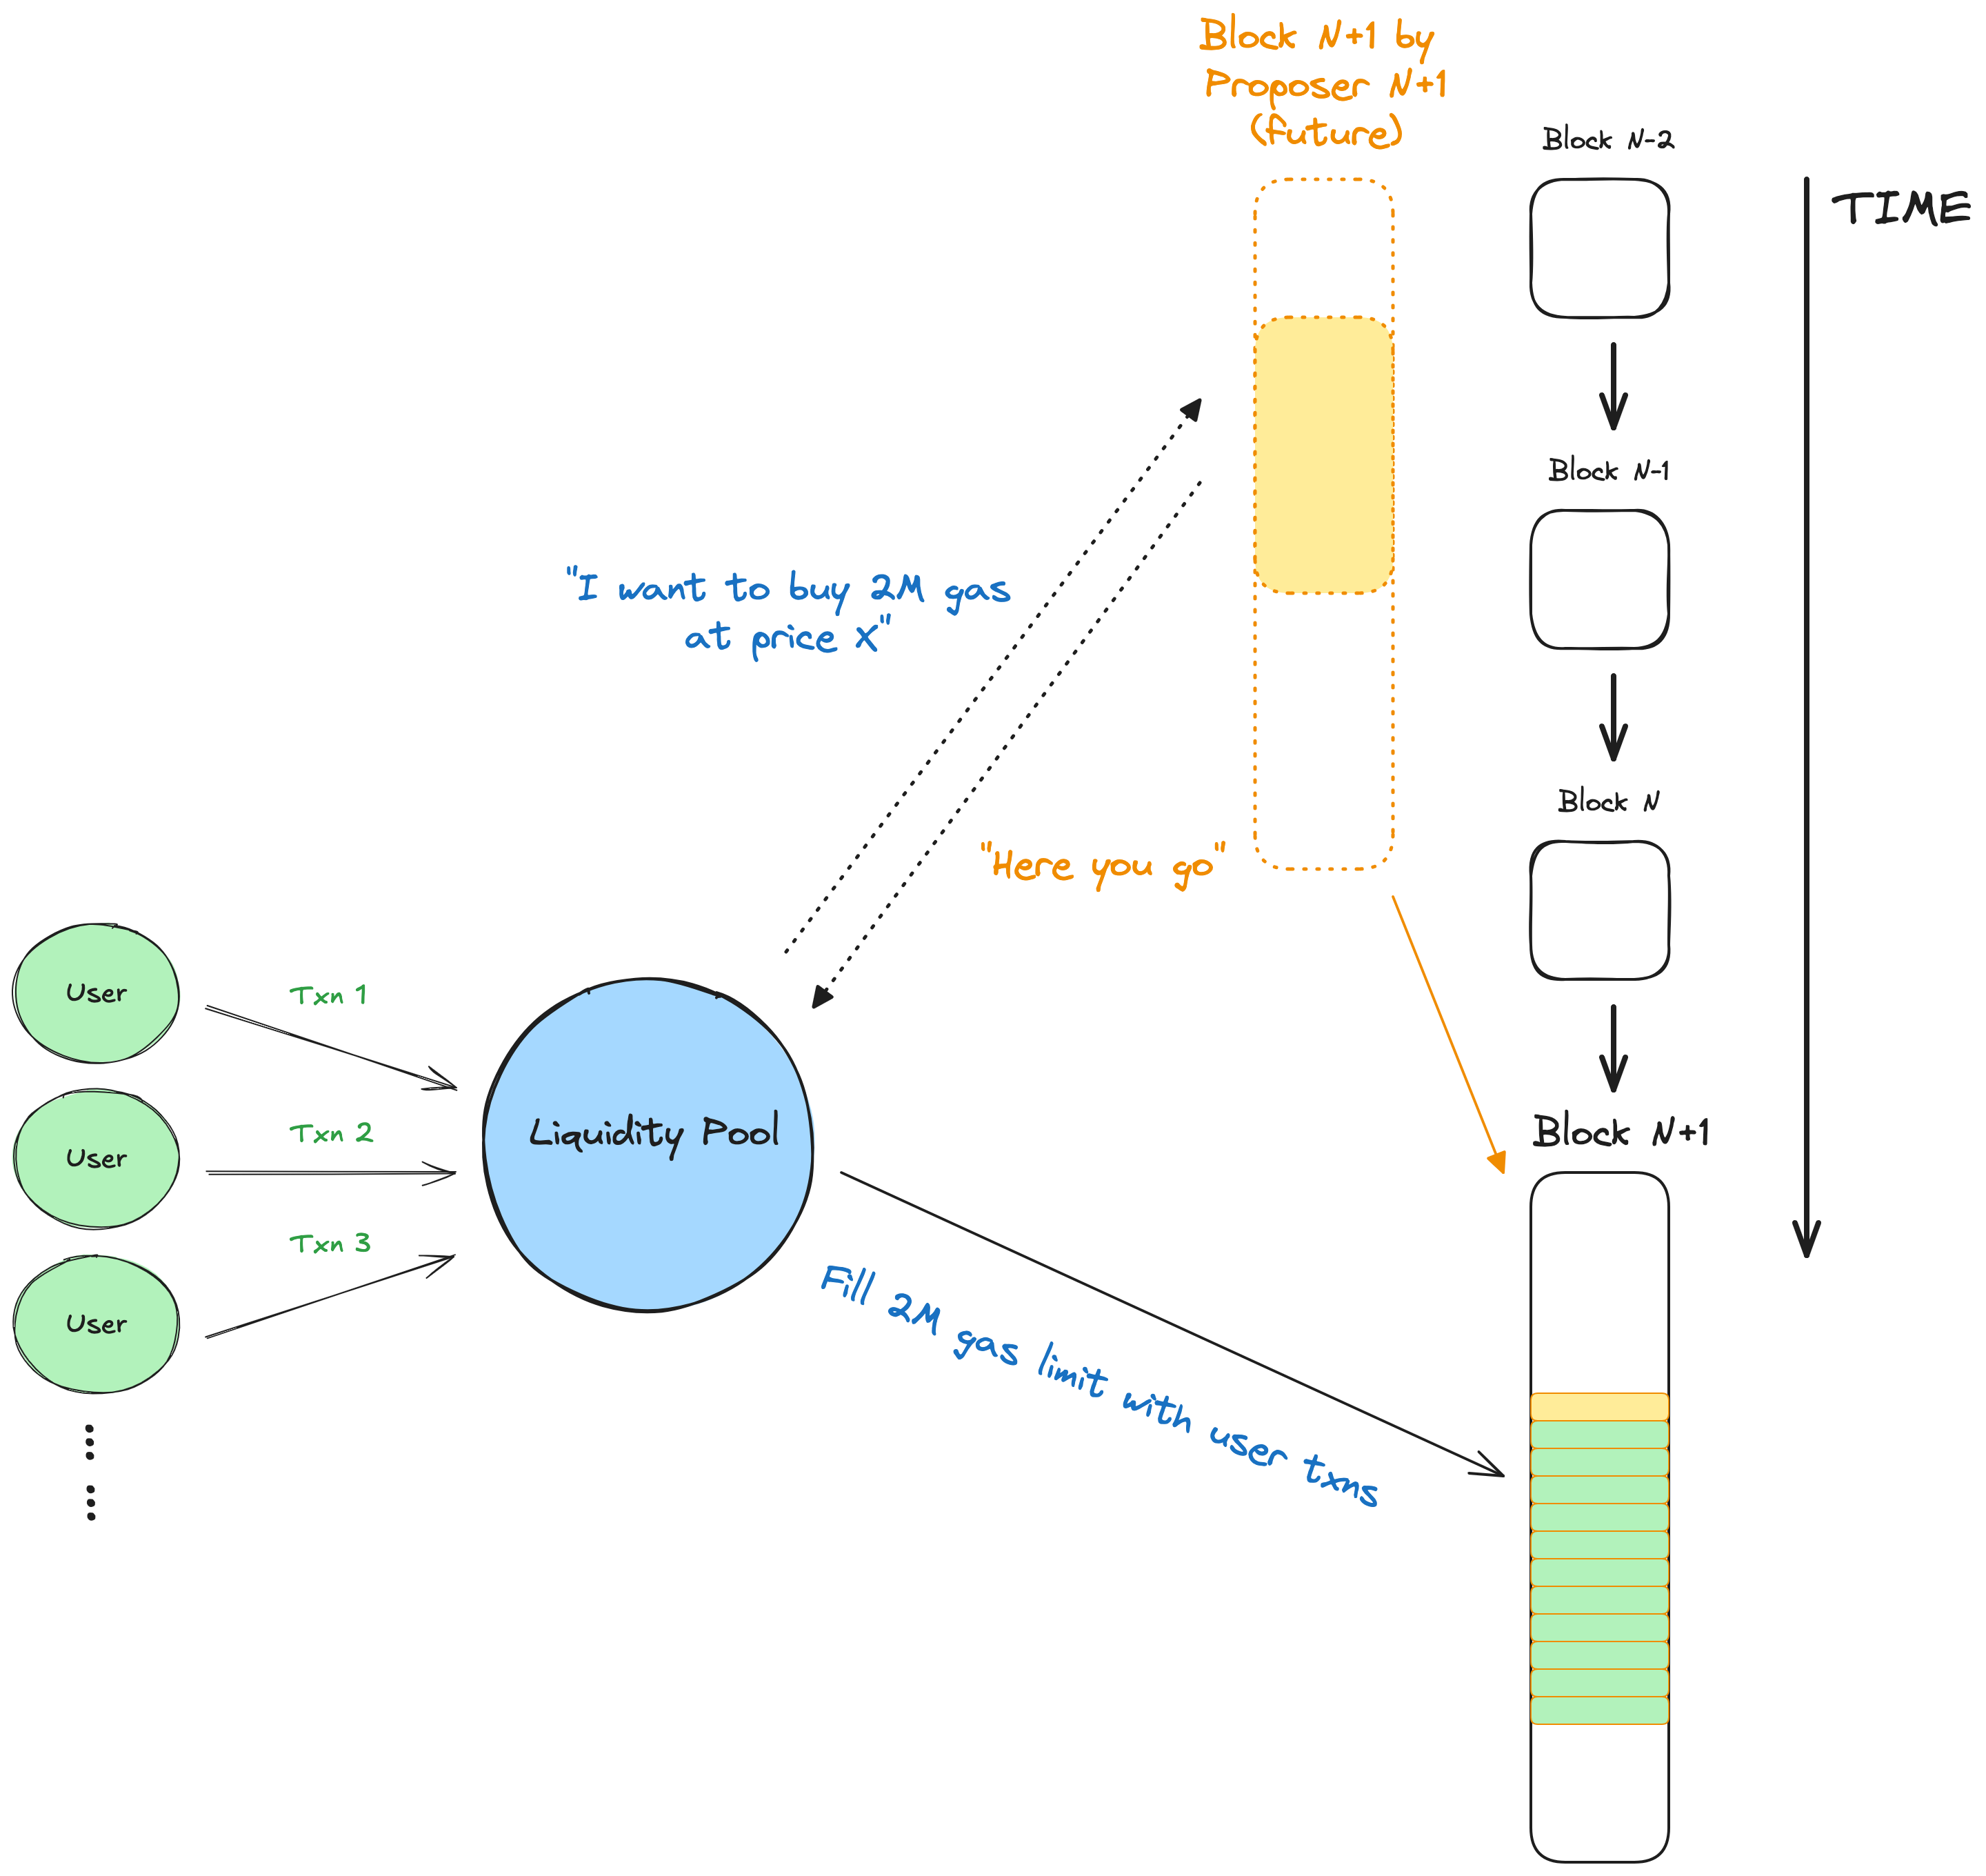 Block N+1 by
Proposer N+1
(future)
Block N-2
TIME
Block N-1
"I want to buy 2M gas
at price X"
Block N
"Here you go"
User
Txn 1
Liquidity Pool
Block N+1
User
Txn 2
User
Txn 3
Fill 2M gas limit with user txns